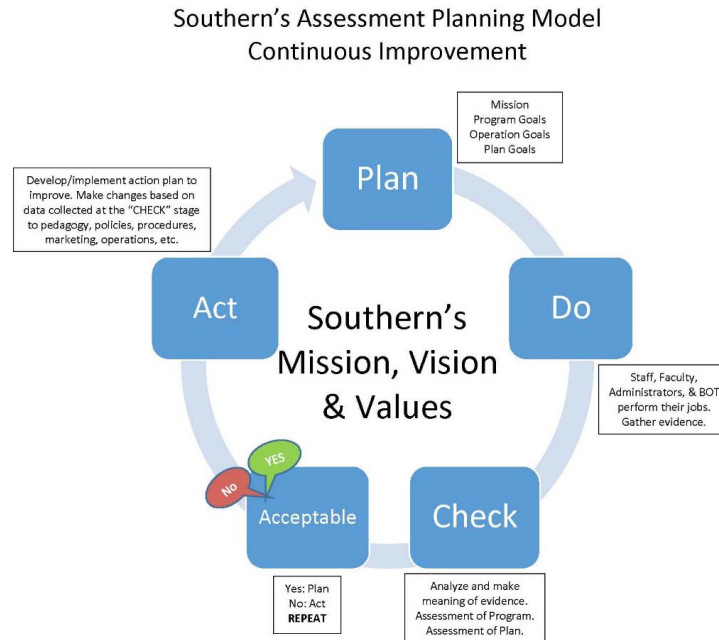 Southern’s Assessment Planning Model
Continuous Improvement
Plan
Mission
Program Goals
Operation Goals
Plan Goals
Do
Staff, Faculty,
Administrators, & BOT
perform their jobs.
Gather evidence.
Check
Analyze and make
meaning of evidence.
Assessment of Program.
Assessment of Plan.
Acceptable
YES
No
Yes: Plan
No: Act
REPEAT
Act
Develop/implement action plan to
improve. Make changes based on
data collected at the “CHECK” stage
to pedagogy, policies, procedures,
marketing, operations, etc.
Southern’s
Mission, Vision
& Values